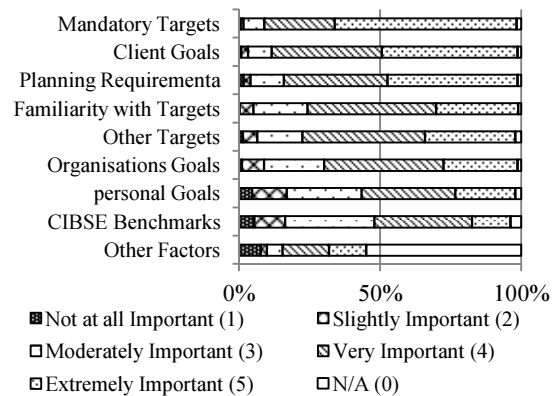 Mandatory Targets
Client Goals
Planning Requirementa
Familiarity with Targets
Other Targets
Organisations Goals
personal Goals
CIBSE Benchmarks
Other Factors
0% 50% 100%
Not at all Important (1) Slightly Important (2)
Moderately Important (3) Very Important (4)
Extremely Important (5) N/A (0)